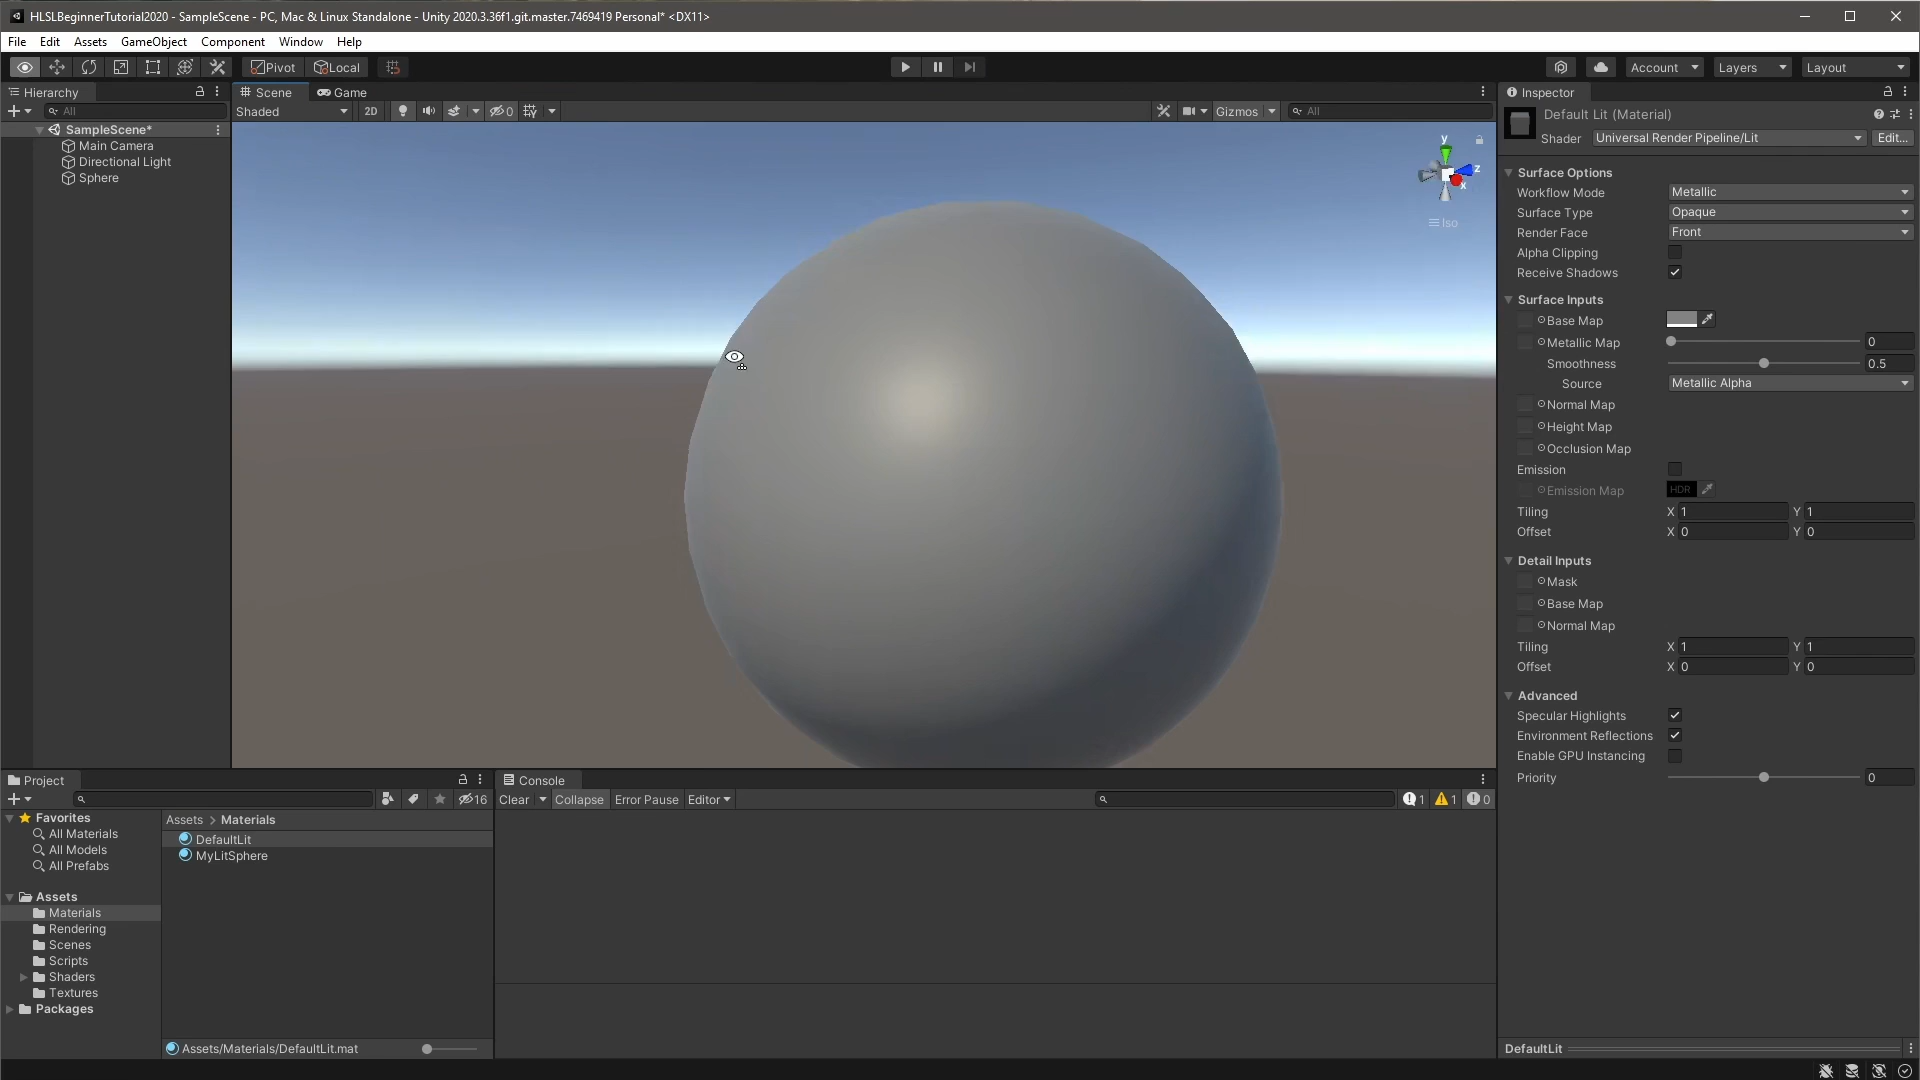 HLSLBeginnerTutorial2020 - SampleScene - PC, Mac & Linux Standalone - Unity 2020.3.36f1.git.master.7469419 Personal* <DX11>
File Edit Assets GameObject Component Window Help
Pivot Local Account Layers Layout
Hierarchy
All
SampleScene*
Main Camera
Directional Light
Sphere
Scene Game
Shaded 2D 0 Gizmos All
y
z
x
Iso
Inspector
Default Lit (Material)
Shader Universal Render Pipeline/Lit Edit...
Surface Options
Workflow Mode Metallic
Surface Type Opaque
Render Face Front
Alpha Clipping
Receive Shadows
Surface Inputs
Base Map
Metallic Map 0
Smoothness 0.5
Source Metallic Alpha
Normal Map
Height Map
Occlusion Map
Emission
Emission Map HDR
Tiling X 1 Y 1
Offset X 0 Y 0
Detail Inputs
Mask
Base Map
Normal Map
Tiling X 1 Y 1
Offset X 0 Y 0
Advanced
Specular Highlights
Environment Reflections
Enable GPU Instancing
Priority 0
Project
16
Favorites
All Materials
All Models
All Prefabs
Assets
Materials
Rendering
Scenes
Scripts
Shaders
Textures
Packages
Assets > Materials
DefaultLit
MyLitSphere
Assets/Materials/DefaultLit.mat
Console
Clear Collapse Error Pause Editor 1 1 0
DefaultLit